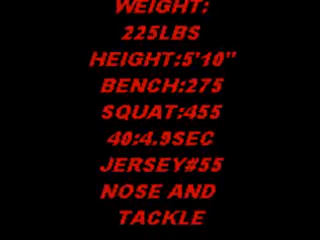 WEIGHT:
225LBS
HEIGHT:5'10"
BENCH:275
SQUAT:455
40:4.9SEC
JERSEY#55
NOSE AND
TACKLE